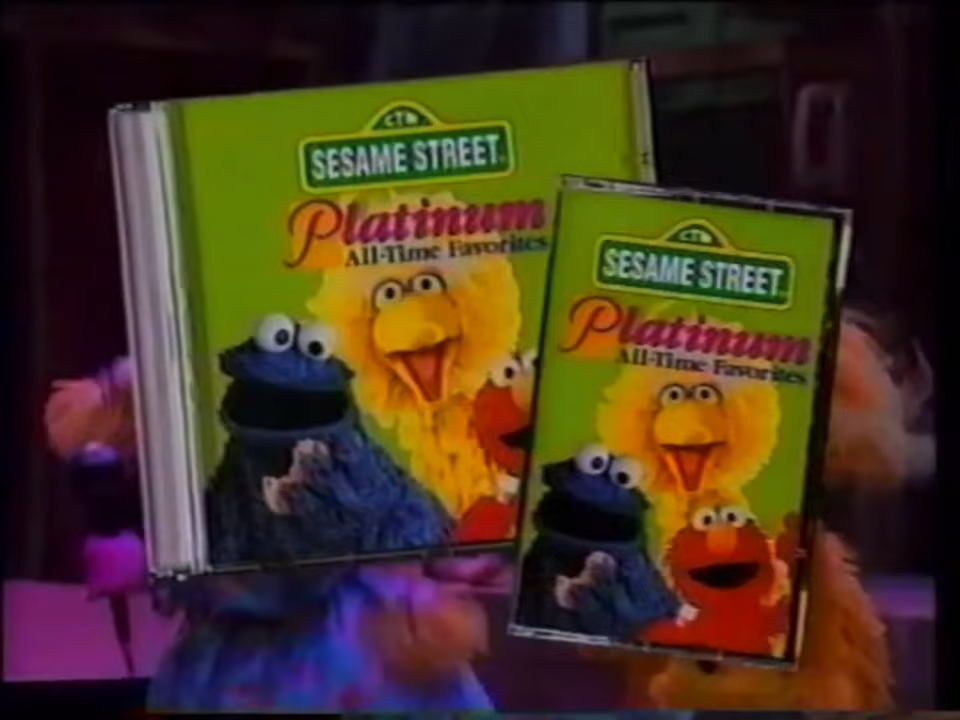 CTW
SESAME STREET
Platinum
All-Time Favorites
CTW
SESAME STREET
Platinum
All-Time Favorites